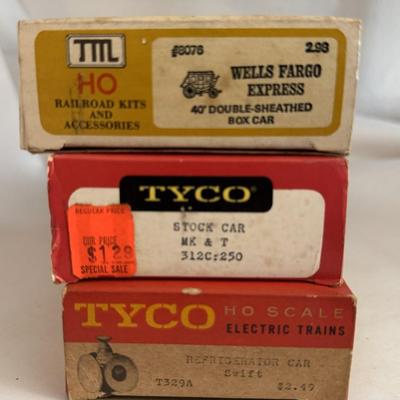 TM
HO
RAILROAD KITS
AND
ACCESSORIES
#8076 2.98
WELLS FARGO
EXPRESS
40' DOUBLE-SHEATHED
BOX CAR
TYCO
REGULAR PRICE
OUR PRICE
$1.29
SPECIAL SALE
STOCK CAR
MK & T
312C:250
TYCO
HO SCALE
ELECTRIC TRAINS
REFRIGERATOR CAR
Swift
T329A $2.49